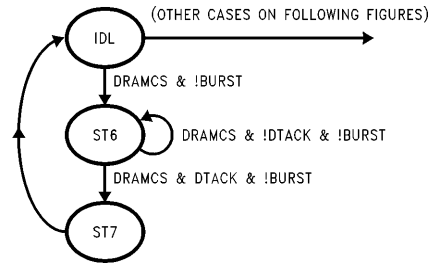 (OTHER CASES ON FOLLOWING FIGURES)
IDL
DRAMCS & !BURST
ST6
DRAMCS & !DTACK & !BURST
DRAMCS & DTACK & !BURST
ST7